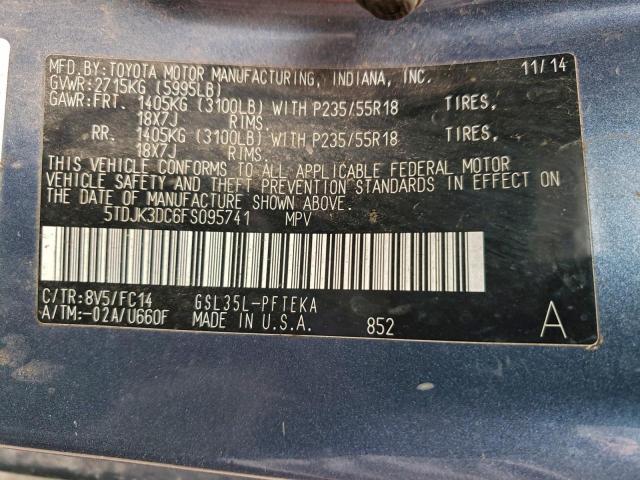 MFD.BY:TOYOTA MOTOR MANUFACTURING, INDIANA, INC. 11/14
GVWR:2715KG (5995LB)
GAWR:FRT. 1405KG (3100LB) WITH P235/55R18 TIRES,
18X7J RIMS.
RR. 1405KG (3100LB) WITH P235/55R18 TIRES,
18X7J RIMS.
THIS VEHICLE CONFORMS TO ALL APPLICABLE FEDERAL MOTOR
VEHICLE SAFETY AND THEFT PREVENTION STANDARDS IN EFFECT ON
THE DATE OF MANUFACTURE SHOWN ABOVE.
5TDJK3DC6FS095741 MPV
C/TR:8V5/FC14 GSL35L-PFTEKA
A/TM:-02A/U660F MADE IN U.S.A. 852 A